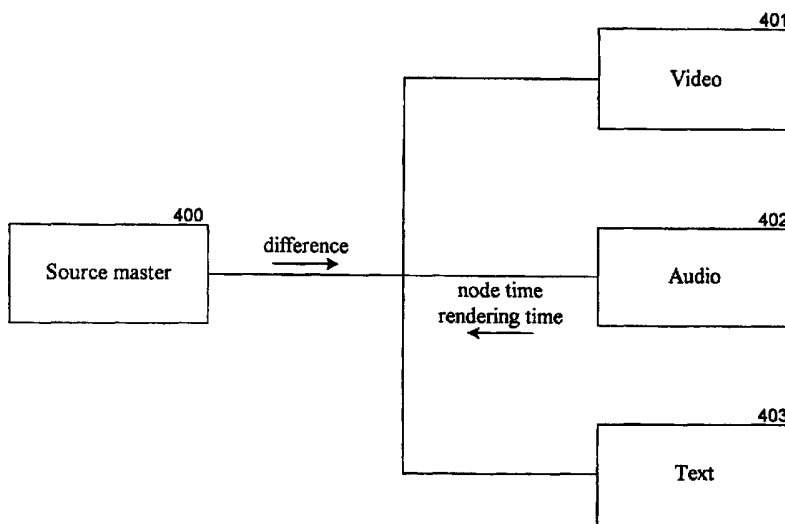 401
Video
400
Source master
difference
402
Audio
node time
rendering time
403
Text